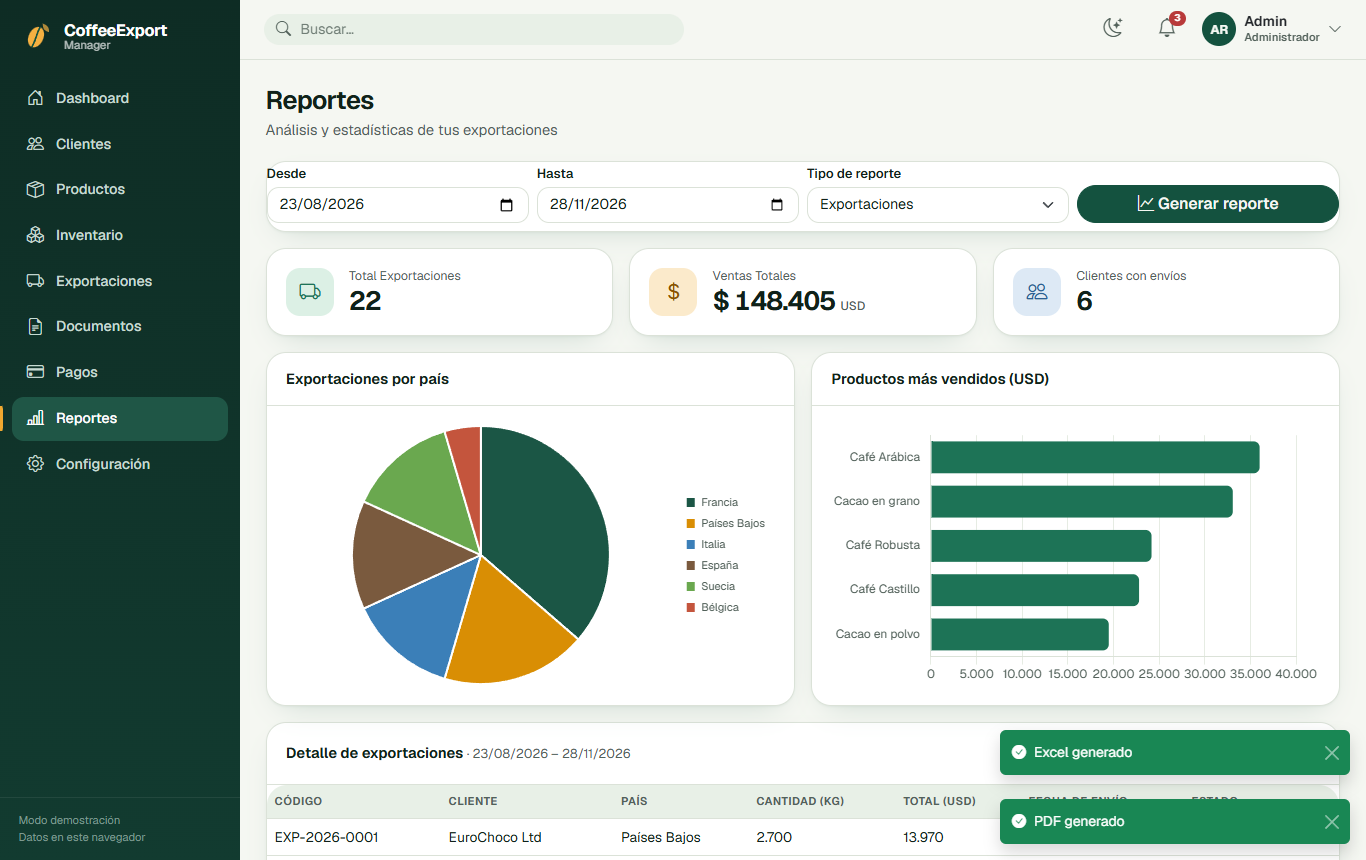 CoffeeExport
Manager
Dashboard
Clientes
Productos
Inventario
Exportaciones
Documentos
Pagos
Reportes
Configuración
Modo demostración
Datos en este navegador
Buscar...
3
AR
Admin
Administrador
Reportes
Análisis y estadísticas de tus exportaciones
Desde
Hasta
Tipo de reporte
23/08/2026
28/11/2026
Exportaciones
Generar reporte
Total Exportaciones
22
Ventas Totales
$ 148.405 USD
Clientes con envíos
6
Exportaciones por país
Francia
Países Bajos
Italia
España
Suecia
Bélgica
Productos más vendidos (USD)
Café Arábica
Cacao en grano
Café Robusta
Café Castillo
Cacao en polvo
0 5.000 10.000 15.000 20.000 25.000 30.000 35.000 40.000
Detalle de exportaciones · 23/08/2026 – 28/11/2026
CÓDIGO CLIENTE PAÍS CANTIDAD (KG) TOTAL (USD) FECHA DE ENVÍO ESTADO
EXP-2026-0001 EuroChoco Ltd Países Bajos 2.700 13.970
Excel generado
PDF generado